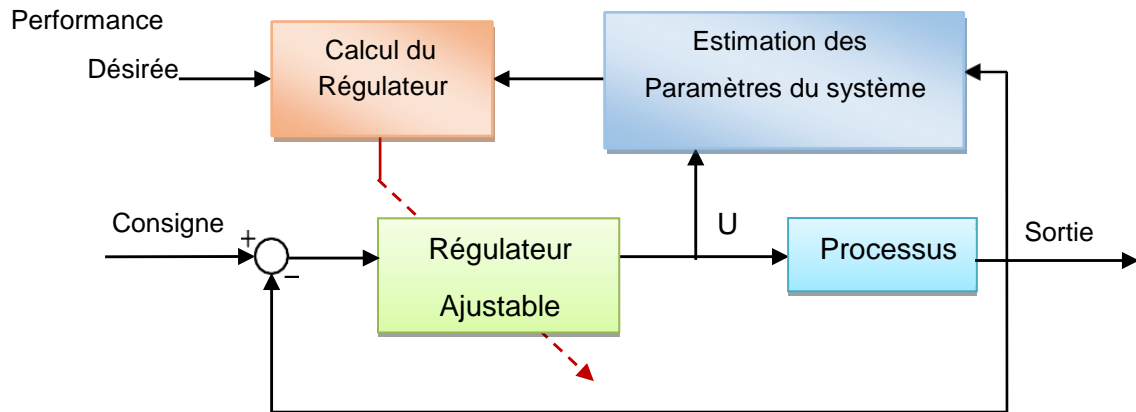 Performance
Désirée
Calcul du
Régulateur
Estimation des
Paramètres du système
Consigne
+
−
Régulateur
Ajustable
U
Processus
Sortie